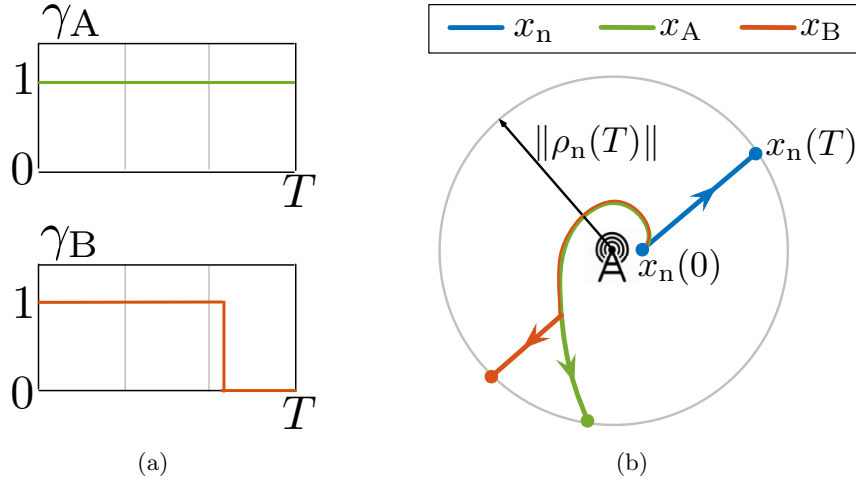 γA
1
0
T
γB
1
0
T
(a)
xn xA xB
∥ρn(T)∥
xn(T)
xn(0)
(b)